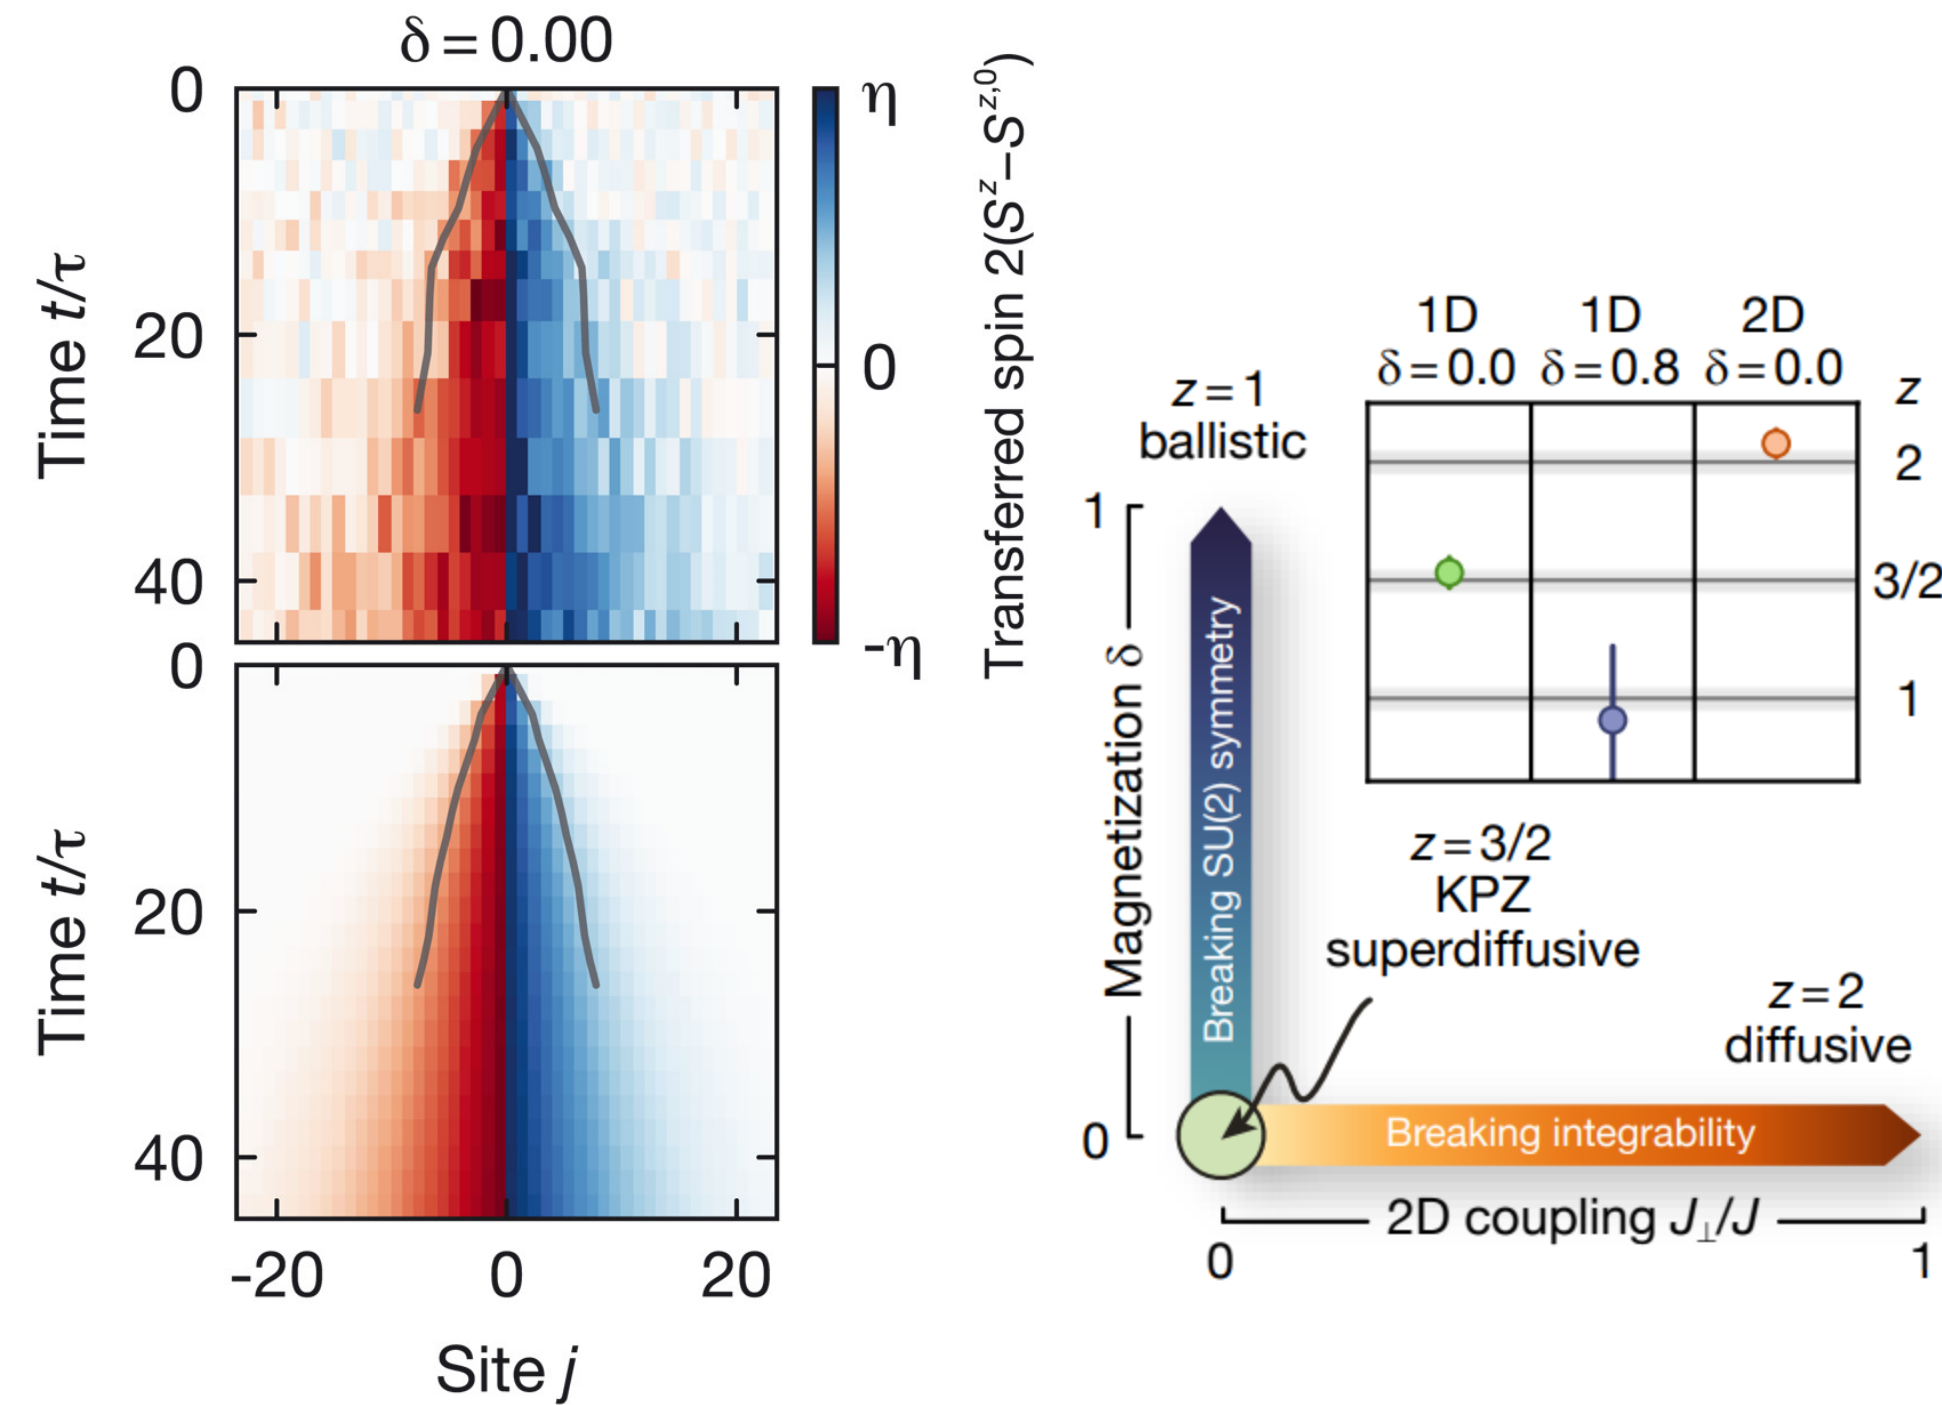 δ = 0.00
0
20
40
Time t/τ
η
0
-η
Transferred spin 2(Sᶻ–Sᶻ,⁰)
0
20
40
Time t/τ
-20 0 20
Site j
1D 1D 2D
δ = 0.0 δ = 0.8 δ = 0.0
z
2
3/2
1
z = 1
ballistic
1
Magnetization δ
0
Breaking SU(2) symmetry
z = 3/2
KPZ
superdiffusive
z = 2
diffusive
Breaking integrability
2D coupling J⊥/J
0 1